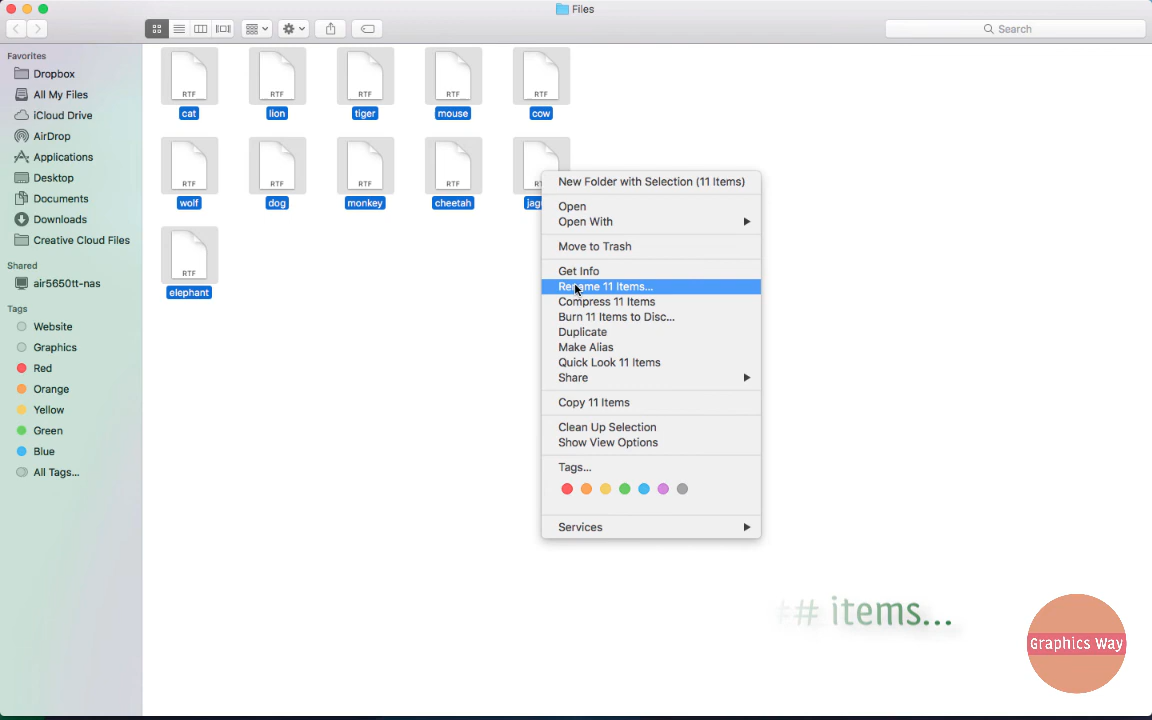 Files
Search
Favorites
Dropbox
All My Files
iCloud Drive
AirDrop
Applications
Desktop
Documents
Downloads
Creative Cloud Files
Shared
air5650tt-nas
Tags
Website
Graphics
Red
Orange
Yellow
Green
Blue
All Tags...
RTF RTF RTF RTF RTF
cat lion tiger mouse cow
RTF RTF RTF RTF RTF
wolf dog monkey cheetah
RTF
elephant
New Folder with Selection (11 Items)
Open
Open With
Move to Trash
Get Info
Rename 11 Items...
Compress 11 Items
Burn 11 Items to Disc...
Duplicate
Make Alias
Quick Look 11 Items
Share
Copy 11 Items
Clean Up Selection
Show View Options
Tags...
Services
## items...
Graphics Way